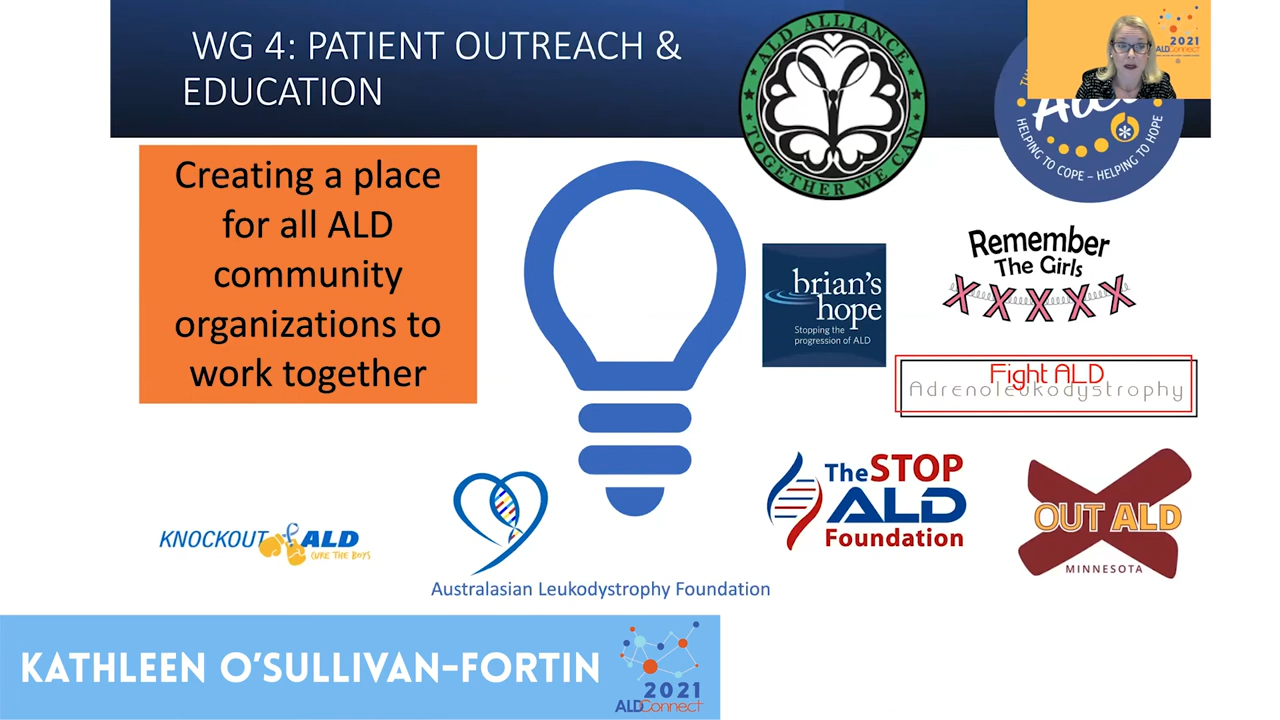 WG 4: PATIENT OUTREACH &
EDUCATION
ALD ALLIANCE
TOGETHER WE CAN
HELPING TO COPE – HELPING TO HOPE
2021
ALDConnect
Creating a place
for all ALD
community
organizations to
work together
brian's
hope
Stopping the
progression of ALD
Remember
The Girls
XXXXX
Fight ALD
Adrenoleukodystrophy
The STOP
ALD
Foundation
OUT ALD
MINNESOTA
KNOCKOUT ALD
CURE THE BOYS
Australasian Leukodystrophy Foundation
KATHLEEN O'SULLIVAN-FORTIN
2021
ALDConnect